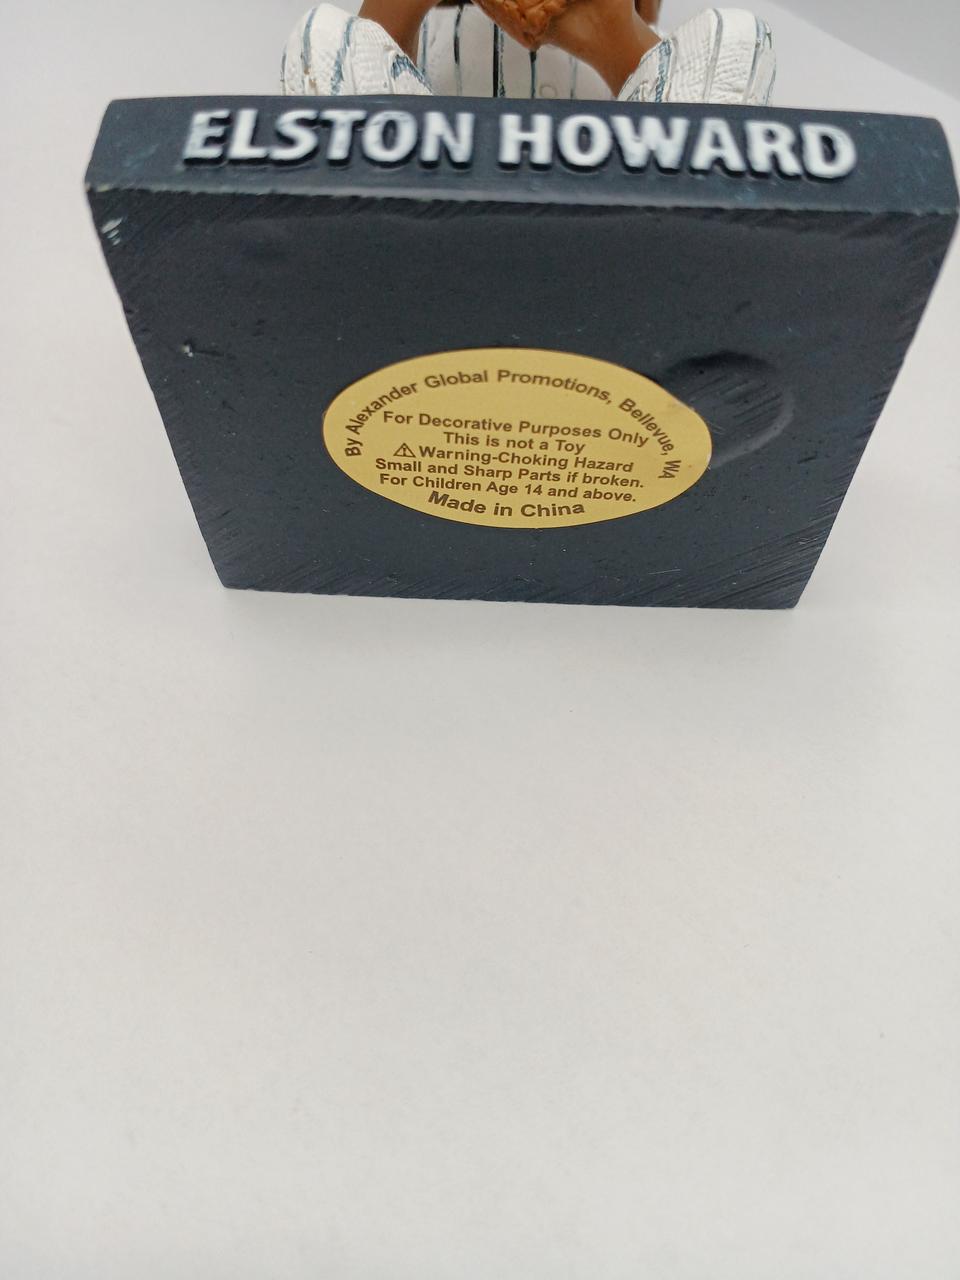 ELSTON HOWARD
By Alexander Global Promotions, Bellevue, WA
For Decorative Purposes Only
This is not a Toy
⚠Warning-Choking Hazard
Small and Sharp Parts if broken.
For Children Age 14 and above.
Made in China